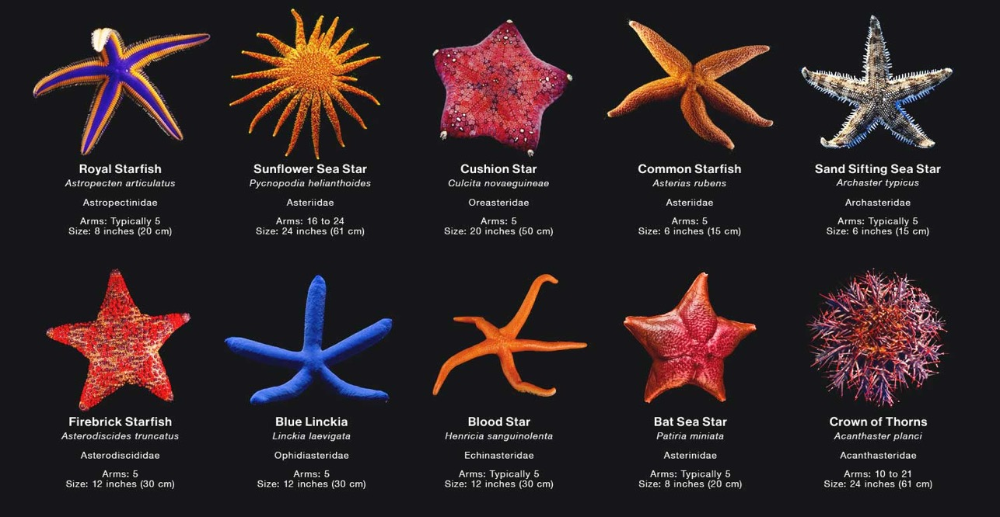 Royal Starfish
Astropecten articulatus
Astropectinidae
Arms: Typically 5
Size: 8 inches (20 cm)
Sunflower Sea Star
Pycnopodia helianthoides
Asteriidae
Arms: 16 to 24
Size: 24 inches (61 cm)
Cushion Star
Culcita novaeguineae
Oreasteridae
Arms: 5
Size: 20 inches (50 cm)
Common Starfish
Asterias rubens
Asteriidae
Arms: 5
Size: 6 inches (15 cm)
Sand Sifting Sea Star
Archaster typicus
Archasteridae
Arms: Typically 5
Size: 6 inches (15 cm)
Firebrick Starfish
Asterodiscides truncatus
Asterodiscididae
Arms: 5
Size: 12 inches (30 cm)
Blue Linckia
Linckia laevigata
Ophidiasteridae
Arms: 5
Size: 12 inches (30 cm)
Blood Star
Henricia sanguinolenta
Echinasteridae
Arms: Typically 5
Size: 12 inches (30 cm)
Bat Sea Star
Patiria miniata
Asterinidae
Arms: Typically 5
Size: 8 inches (20 cm)
Crown of Thorns
Acanthaster planci
Acanthasteridae
Arms: 10 to 21
Size: 24 inches (61 cm)